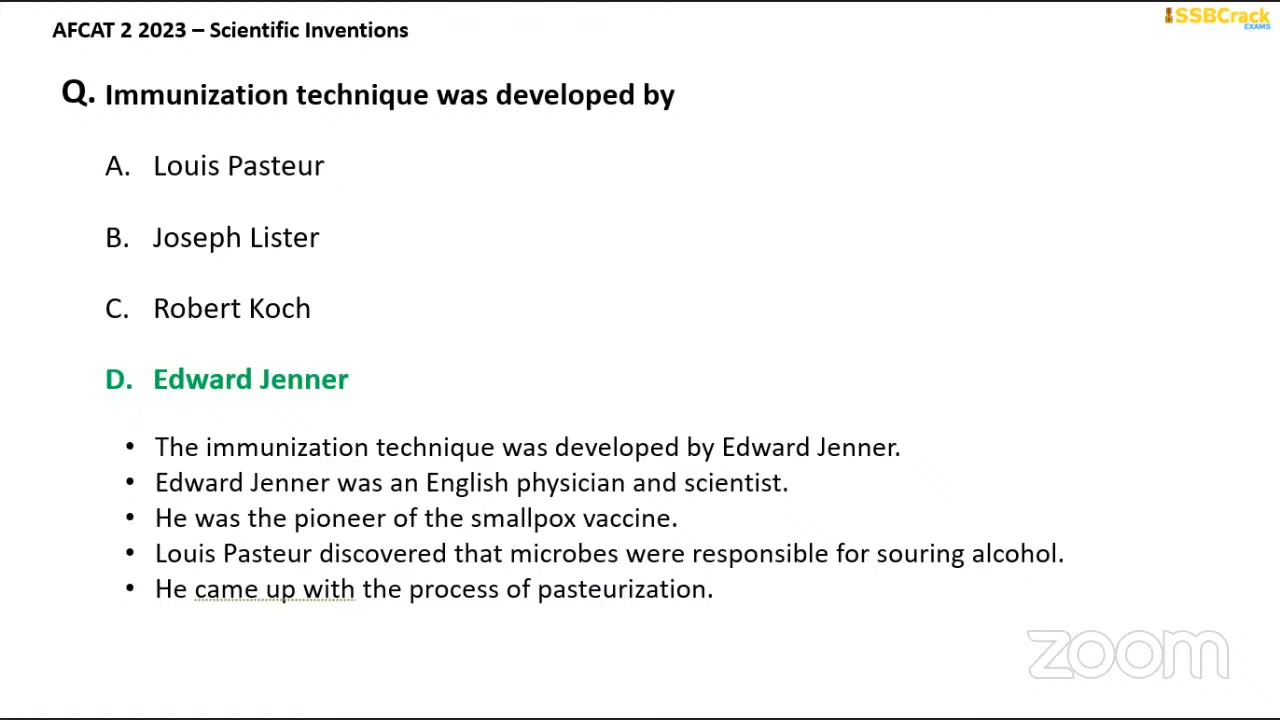 AFCAT 2 2023 – Scientific Inventions
SSBCrack
EXAMS
Q. Immunization technique was developed by
A. Louis Pasteur
B. Joseph Lister
C. Robert Koch
D. Edward Jenner
• The immunization technique was developed by Edward Jenner.
• Edward Jenner was an English physician and scientist.
• He was the pioneer of the smallpox vaccine.
• Louis Pasteur discovered that microbes were responsible for souring alcohol.
• He came up with the process of pasteurization.
zoom